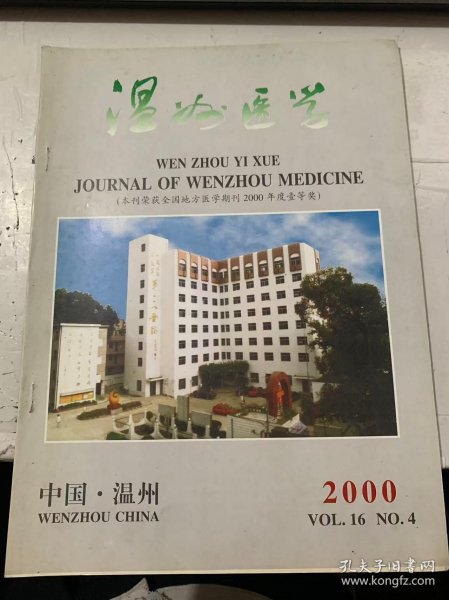 温州医学
WEN ZHOU YI XUE
JOURNAL OF WENZHOU MEDICINE
(本刊荣获全国地方医学期刊2000年度壹等奖)
中国·温州
WENZHOU CHINA
2000
VOL. 16 NO. 4
孔夫子旧书网
www.kongfz.com